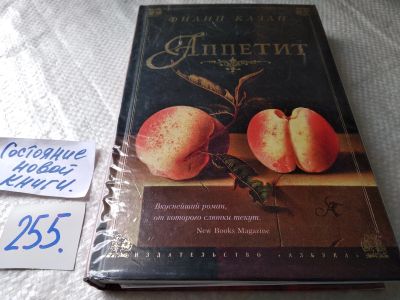 ФИЛИП КАЗАН
АППЕТИТ
Состояние
новой
книги.
255.
Вкуснейший роман,
от которого слюнки текут.
New Books Magazine
ИЗДАТЕЛЬСТВО «АЗБУКА»